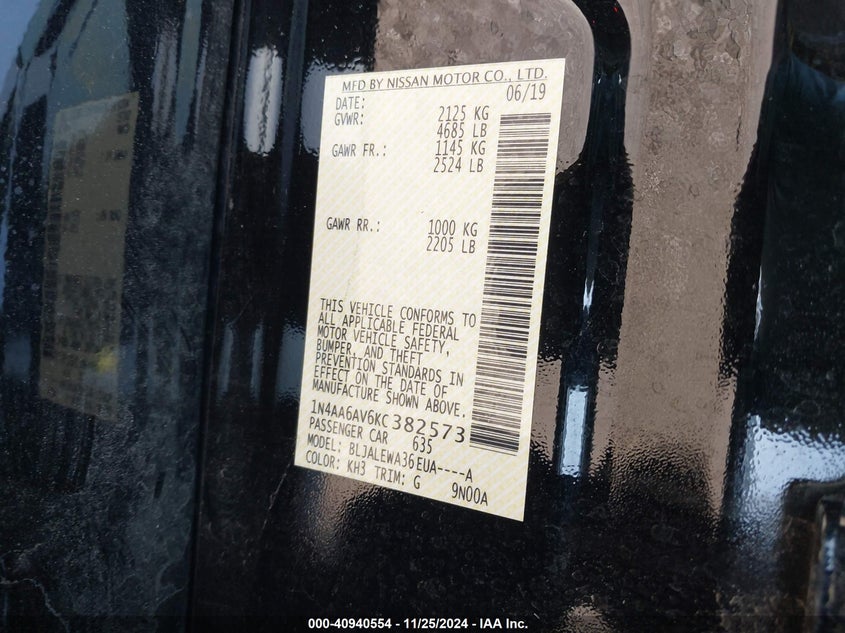 MFD BY NISSAN MOTOR CO., LTD.
DATE: 06/19
GVWR: 2125 KG
4685 LB
GAWR FR.: 1145 KG
2524 LB
GAWR RR.: 1000 KG
2205 LB
THIS VEHICLE CONFORMS TO
ALL APPLICABLE FEDERAL
MOTOR VEHICLE SAFETY,
BUMPER, AND THEFT
PREVENTION STANDARDS IN
EFFECT ON THE DATE OF
MANUFACTURE SHOWN ABOVE.
1N4AA6AV6KC382573
PASSENGER CAR 635
MODEL: BLJALEWA36EUA----A
COLOR: KH3 TRIM: G 9N00A
000-40940554 - 11/25/2024 - IAA Inc.